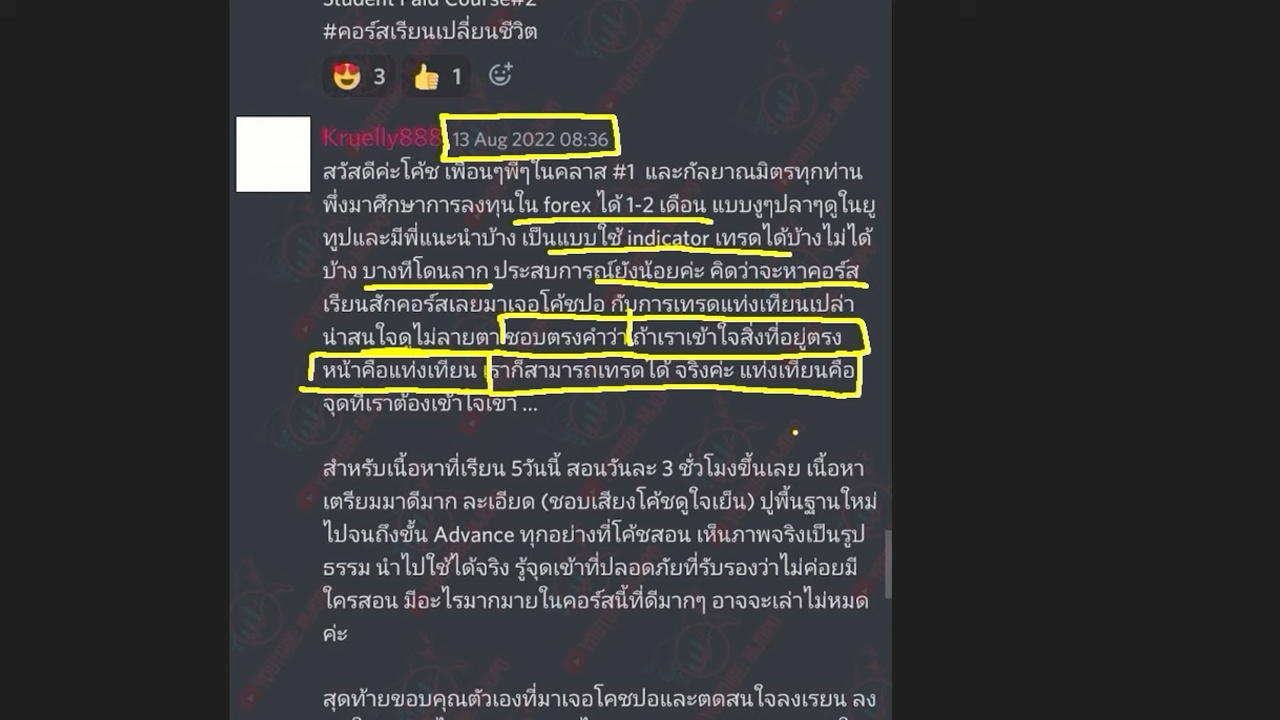 Student Paid Course#2
#คอร์สเรียนเปลี่ยนชีวิต
3 1
Kruelly888 13 Aug 2022 08:36
สวัสดีค่ะโค้ช เพื่อนๆพี่ๆในคลาส #1 และกัลยาณมิตรทุกท่าน
พึ่งมาศึกษาการลงทุนใน forex ได้ 1-2 เดือน แบบงูๆปลาๆดูในยู
ทูปและมีพี่แนะนำบ้าง เป็นแบบใช้ indicator เทรดได้บ้างไม่ได้
บ้าง บางทีโดนลาก ประสบการณ์ยังน้อยค่ะ คิดว่าจะหาคอร์ส
เรียนสักคอร์สเลยมาเจอโค้ชปอ กับการเทรดแท่งเทียนเปล่า
น่าสนใจดูไม่ลายตา ชอบตรงคำว่า ถ้าเราเข้าใจสิ่งที่อยู่ตรง
หน้าคือแท่งเทียน เราก็สามารถเทรดได้ จริงค่ะ แท่งเทียนคือ
จุดที่เราต้องเข้าใจเขา ...
สำหรับเนื้อหาที่เรียน 5วันนี้ สอนวันละ 3 ชั่วโมงขึ้นเลย เนื้อหา
เตรียมมาดีมาก ละเอียด (ชอบเสียงโค้ชดูใจเย็น) ปูพื้นฐานใหม่
ไปจนถึงขั้น Advance ทุกอย่างที่โค้ชสอน เห็นภาพจริงเป็นรูป
ธรรม นำไปใช้ได้จริง รู้จุดเข้าที่ปลอดภัยที่รับรองว่าไม่ค่อยมี
ใครสอน มีอะไรมากมายในคอร์สนี้ที่ดีมากๆ อาจจะเล่าไม่หมด
ค่ะ
สุดท้ายขอบคุณตัวเองที่มาเจอโคชปอและตดสนใจลงเรยน ลง